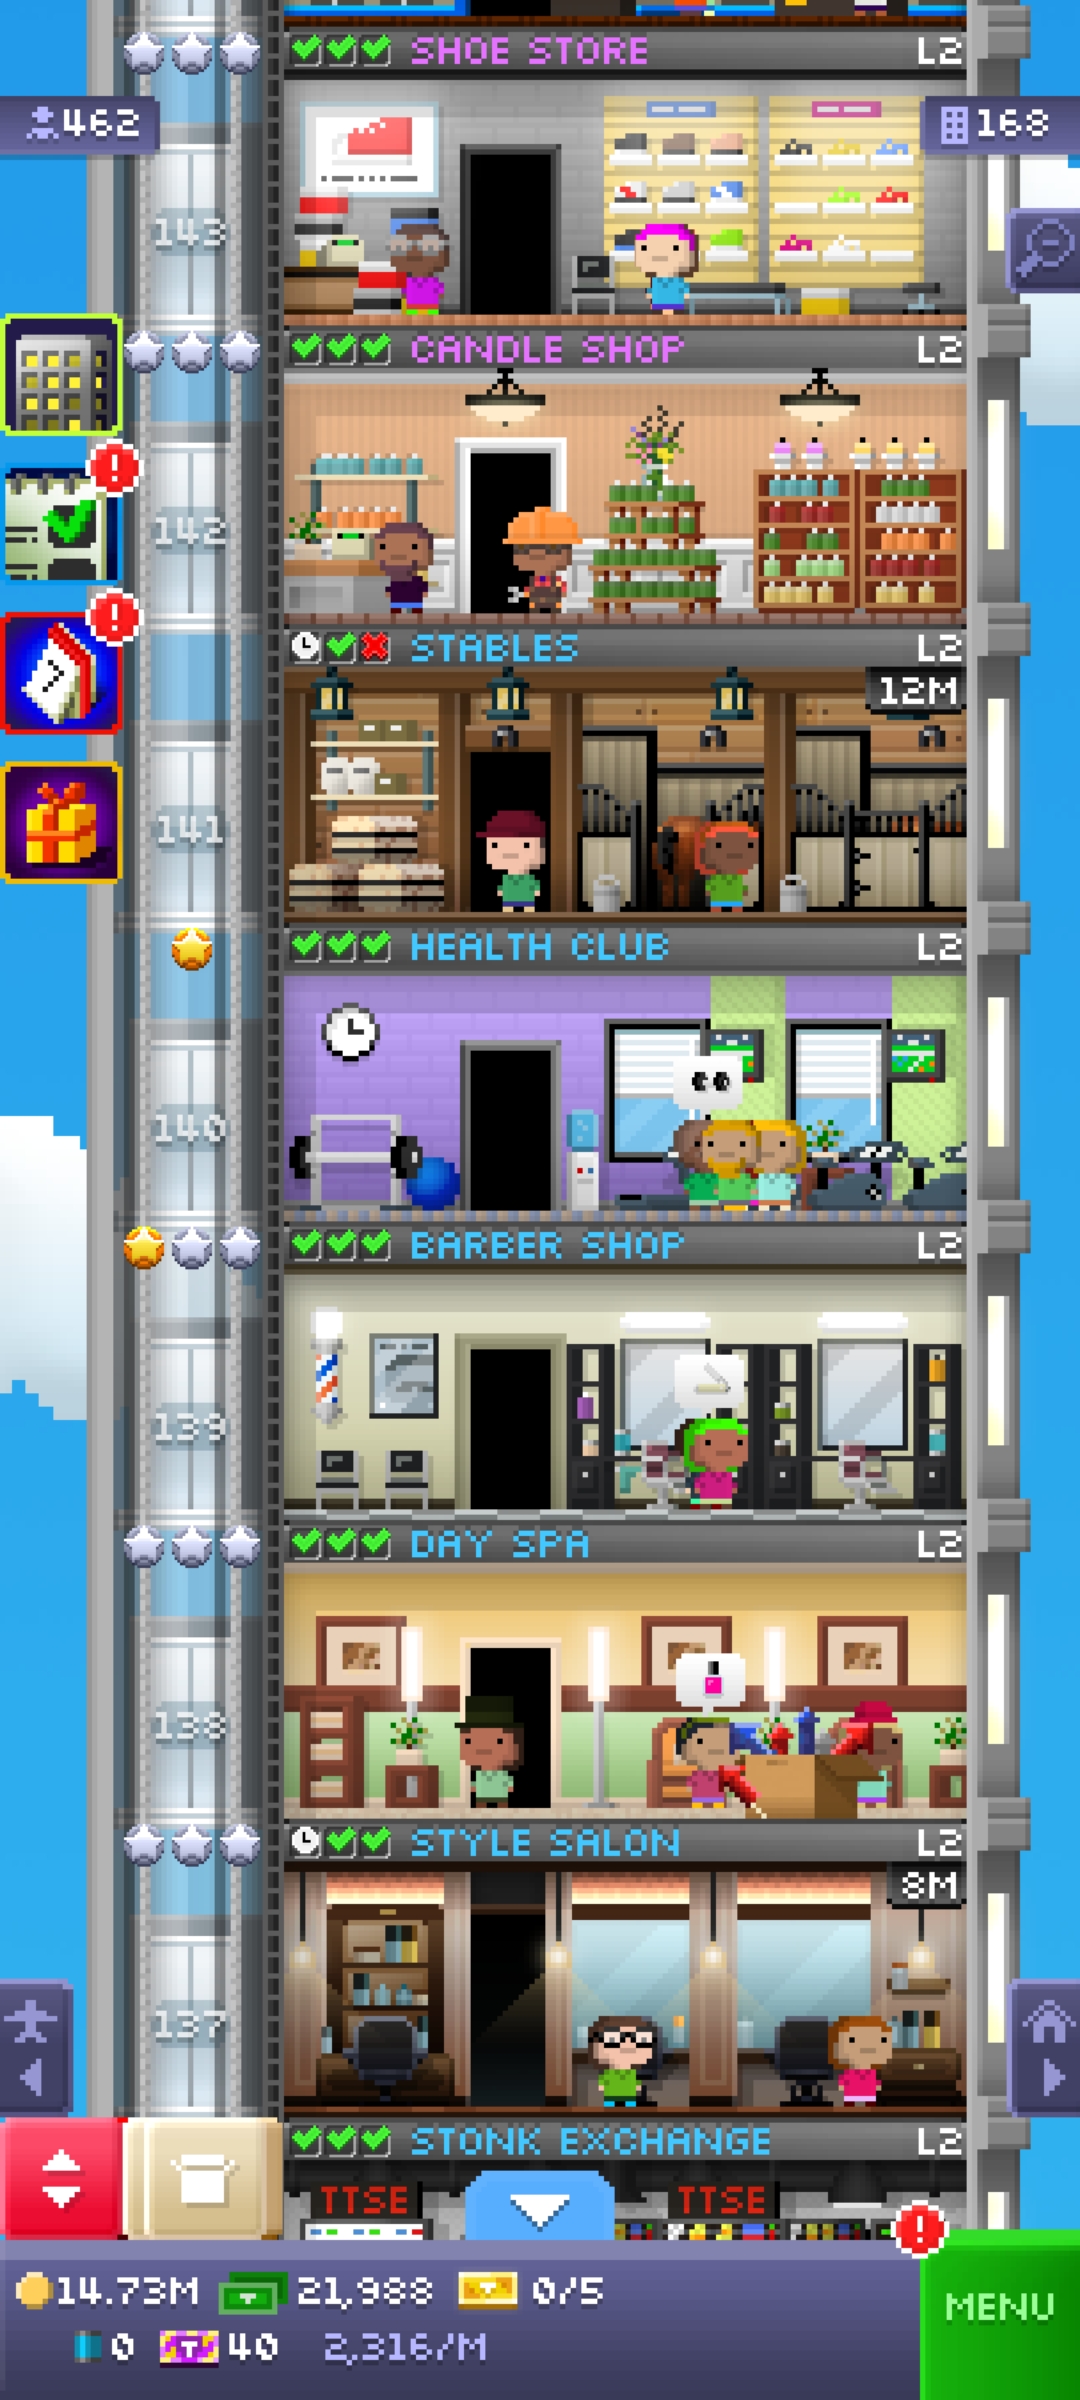 SHOE STORE L2
462
168
143
CANDLE SHOP L2
142
STABLES L2
12M
141
HEALTH CLUB L2
140
BARBER SHOP L2
139
DAY SPA L2
138
STYLE SALON L2
8M
137
STONK EXCHANGE L2
TTSE TTSE
14.73M 21,988 0/5
MENU
0 T 40 2,316/M